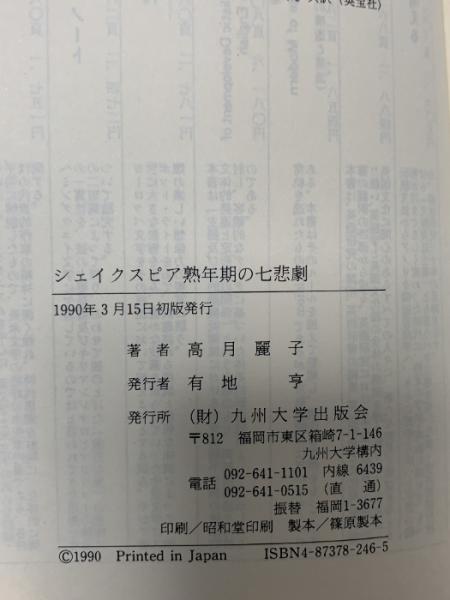 (英宝社)
シェイクスピア熟年期の七悲劇
1990年3月15日初版発行
著者 高月麗子
発行者 有地亨
発行所 (財)九州大学出版会
〒812 福岡市東区箱崎7-1-146
九州大学構内
電話 092-641-1101 内線 6439
092-641-0515 (直通)
振替 福岡1-3677
印刷/昭和堂印刷 製本/篠原製本
©1990 Printed in Japan ISBN4-87378-246-5